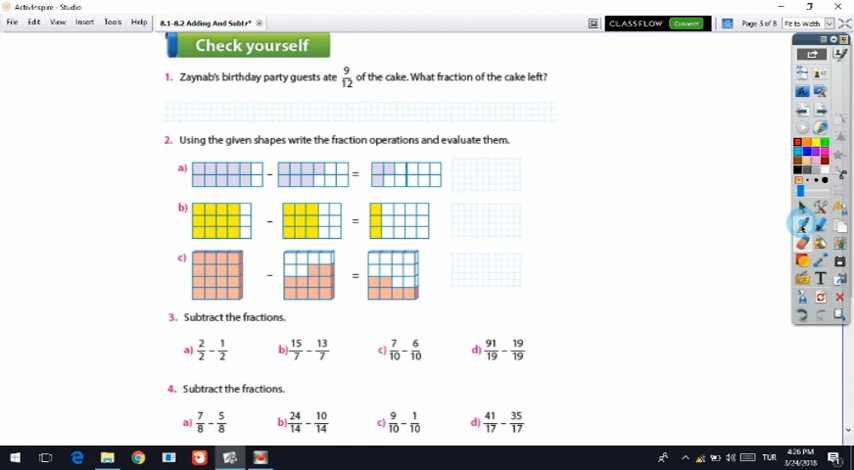 ActivInspire - Studio
File Edit View Insert Tools Help 8.1-8.2 Adding And Subtr* CLASSFLOW Connect Page 5 of 8 Fit to Width
Check yourself
1. Zaynab's birthday party guests ate 9/12 of the cake. What fraction of the cake left?
2. Using the given shapes write the fraction operations and evaluate them.
a) - =
b) - =
c) - =
3. Subtract the fractions.
a) 2/2 - 1/2 b) 15/7 - 13/7 c) 7/10 - 6/10 d) 91/19 - 19/19
4. Subtract the fractions.
a) 7/8 - 5/8 b) 24/14 - 10/14 c) 9/10 - 1/10 d) 41/17 - 35/17
TUR 4:26 PM
3/24/2018